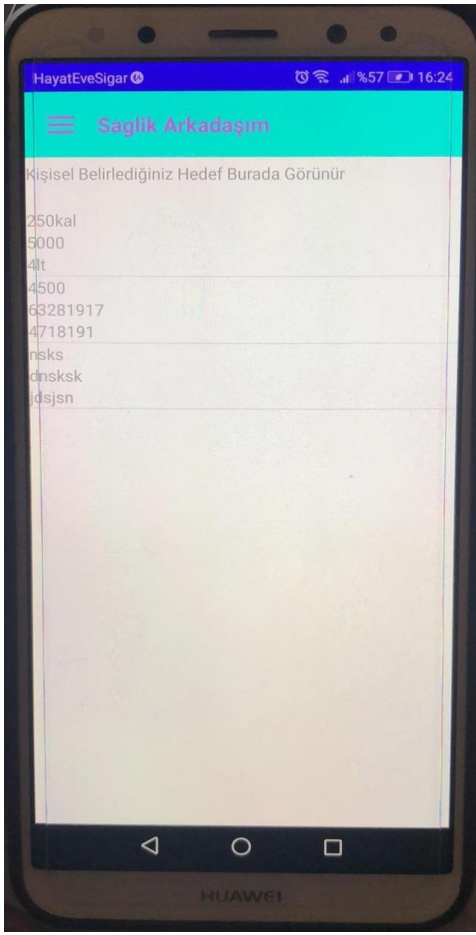 HayatEveSigar %57 16:24
Saglik Arkadaşım
Kişisel Belirlediğiniz Hedef Burada Görünür
250kal
5000
4lt
4500
63281917
4718191
nsks
dnsksk
jdsjsn
HUAWEI